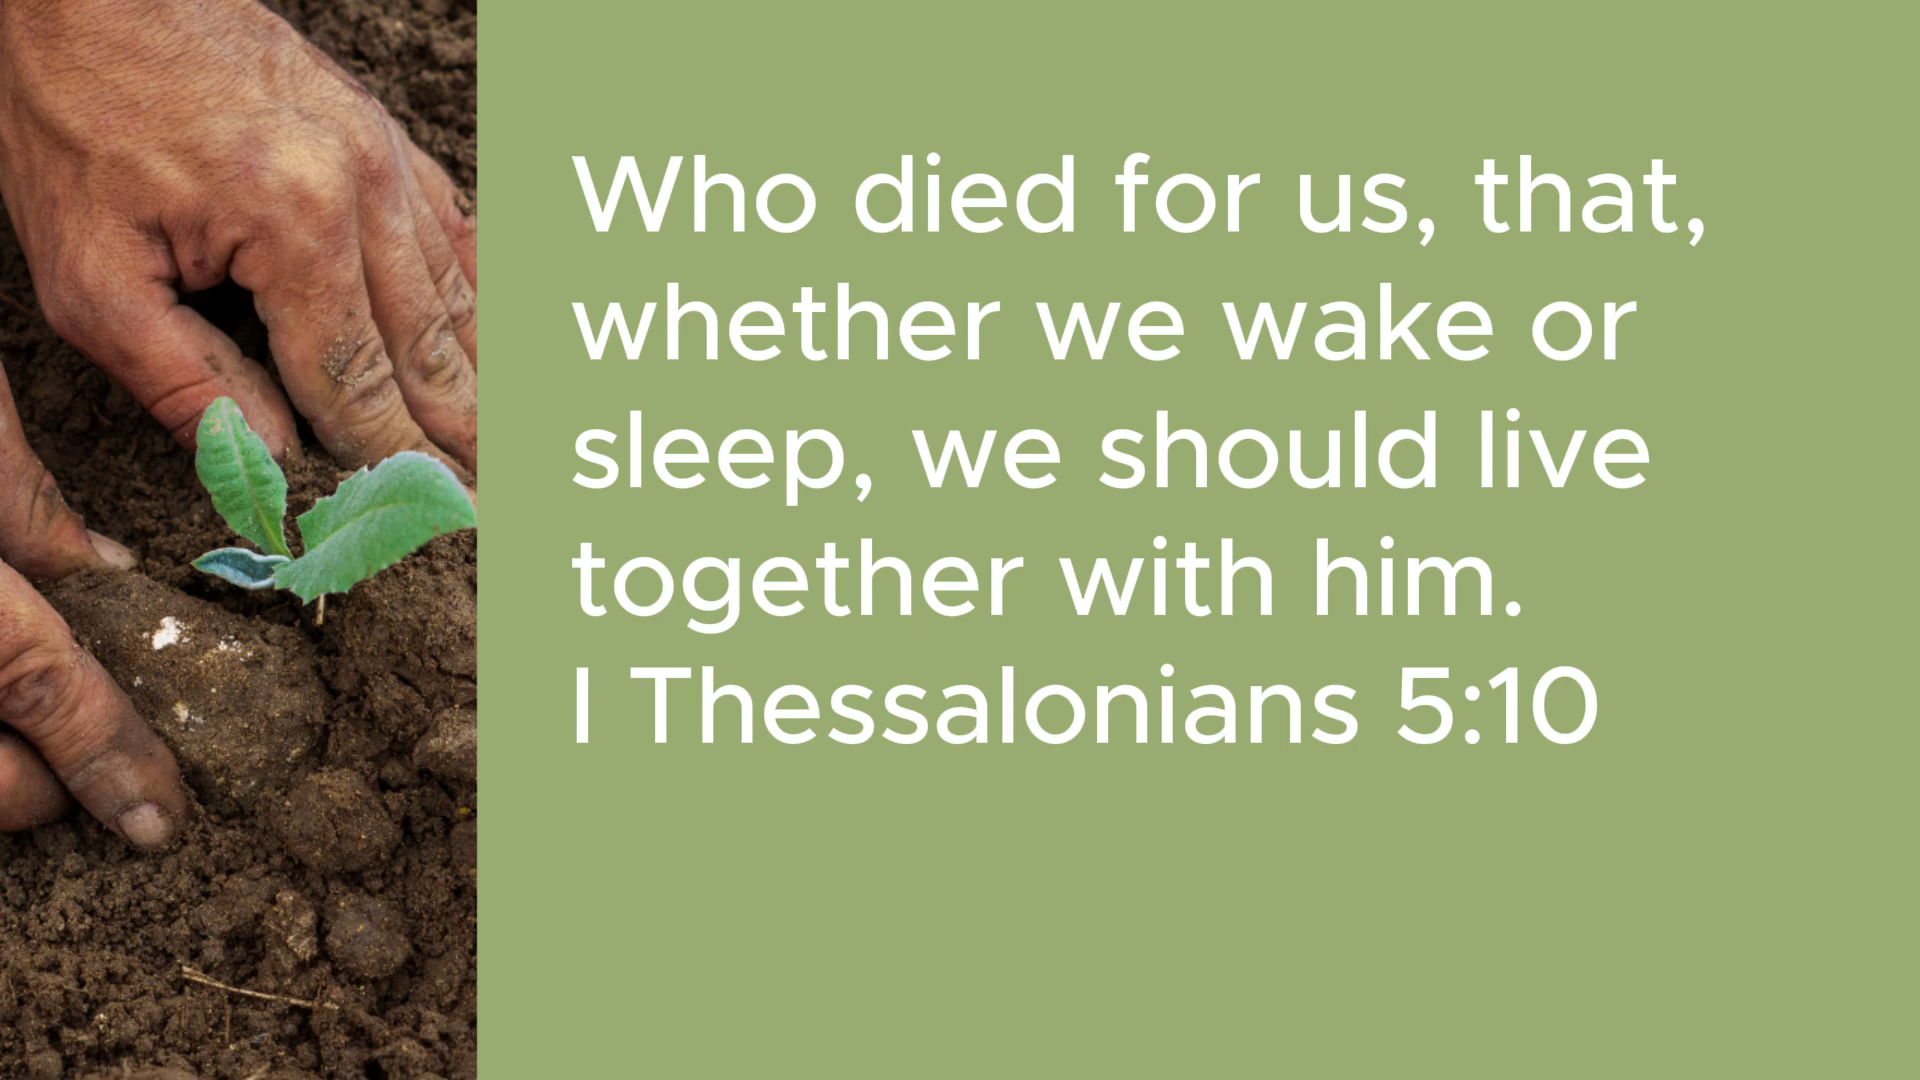 Who died for us, that,
whether we wake or
sleep, we should live
together with him.
I Thessalonians 5:10